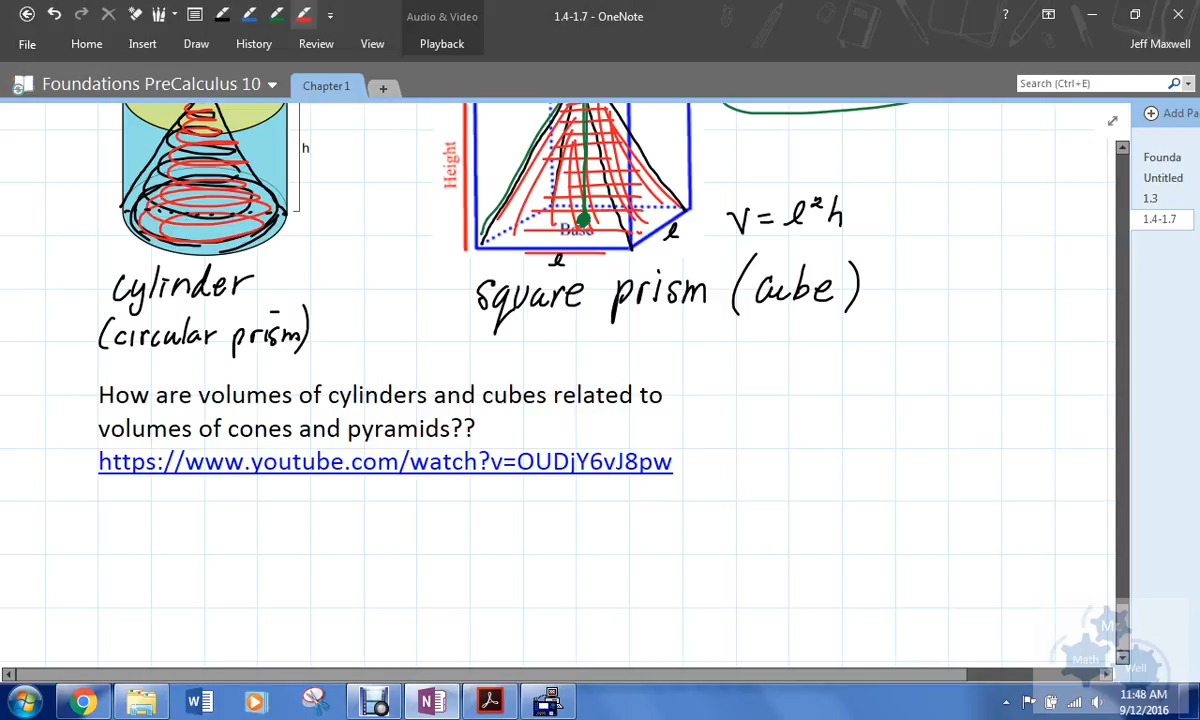 Audio & Video
1.4-1.7 - OneNote
?
File
Home
Insert
Draw
History
Review
View
Playback
Jeff Maxwell
Foundations PreCalculus 10
Chapter 1
Search (Ctrl+E)
Add Pa
Founda
Untitled
1.3
1.4-1.7
h
Height
Base
l
l
V = l²h
cylinder
(circular prism)
square prism (cube)
How are volumes of cylinders and cubes related to
volumes of cones and pyramids??
https://www.youtube.com/watch?v=OUDjY6vJ8pw
Mr.
Math
Well
11:48 AM
9/12/2016